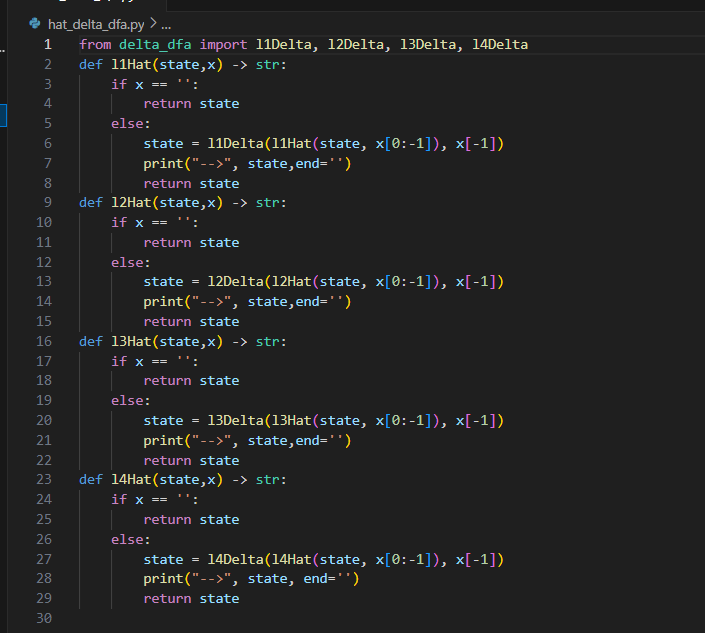 hat_delta_dfa.py > ...
1 from delta_dfa import l1Delta, l2Delta, l3Delta, l4Delta
2 def l1Hat(state,x) -> str:
3     if x == '':
4         return state
5     else:
6         state = l1Delta(l1Hat(state, x[0:-1]), x[-1])
7         print("-->", state,end='')
8         return state
9 def l2Hat(state,x) -> str:
10     if x == '':
11         return state
12     else:
13         state = l2Delta(l2Hat(state, x[0:-1]), x[-1])
14         print("-->", state,end='')
15         return state
16 def l3Hat(state,x) -> str:
17     if x == '':
18         return state
19     else:
20         state = l3Delta(l3Hat(state, x[0:-1]), x[-1])
21         print("-->", state,end='')
22         return state
23 def l4Hat(state,x) -> str:
24     if x == '':
25         return state
26     else:
27         state = l4Delta(l4Hat(state, x[0:-1]), x[-1])
28         print("-->", state, end='')
29         return state
30